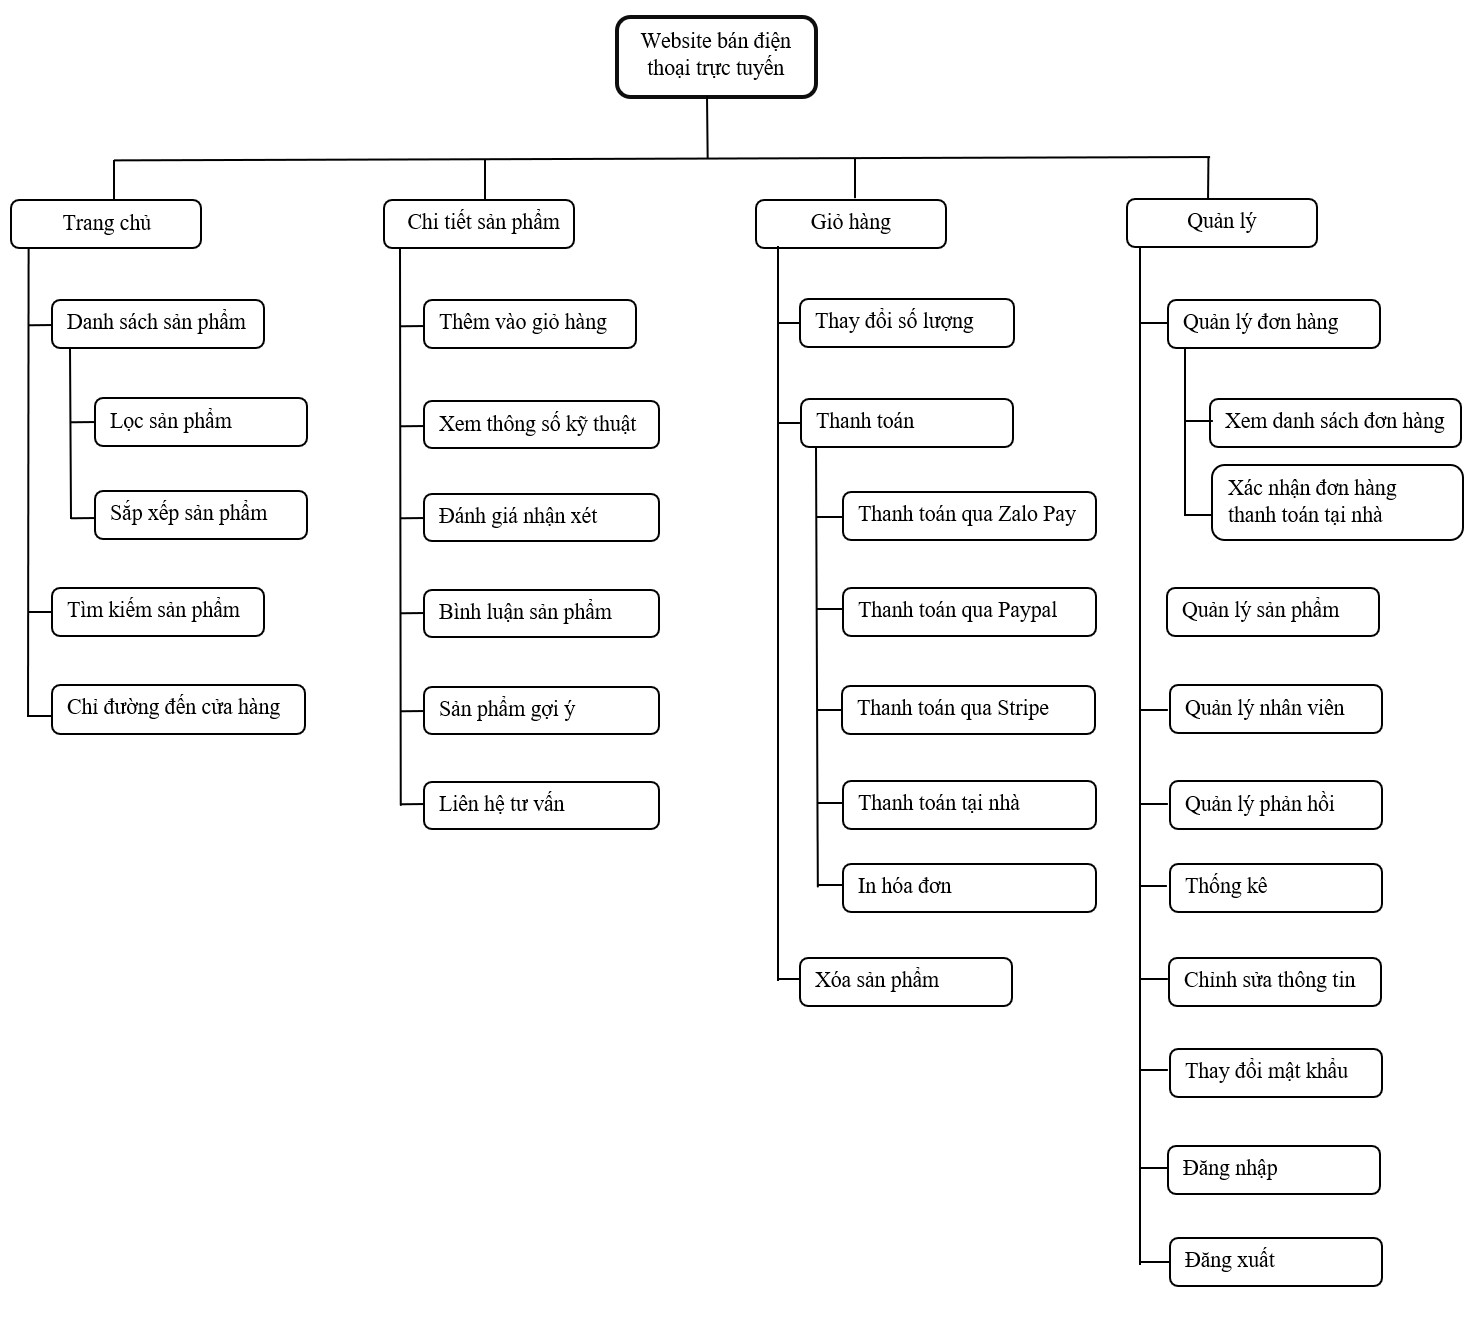 Website bán điện
thoại trực tuyến
Trang chủ
Danh sách sản phẩm
Lọc sản phẩm
Sắp xếp sản phẩm
Tìm kiếm sản phẩm
Chỉ đường đến cửa hàng
Chi tiết sản phẩm
Thêm vào giỏ hàng
Xem thông số kỹ thuật
Đánh giá nhận xét
Bình luận sản phẩm
Sản phẩm gợi ý
Liên hệ tư vấn
Giỏ hàng
Thay đổi số lượng
Thanh toán
Thanh toán qua Zalo Pay
Thanh toán qua Paypal
Thanh toán qua Stripe
Thanh toán tại nhà
In hóa đơn
Xóa sản phẩm
Quản lý
Quản lý đơn hàng
Xem danh sách đơn hàng
Xác nhận đơn hàng
thanh toán tại nhà
Quản lý sản phẩm
Quản lý nhân viên
Quản lý phản hồi
Thống kê
Chỉnh sửa thông tin
Thay đổi mật khẩu
Đăng nhập
Đăng xuất